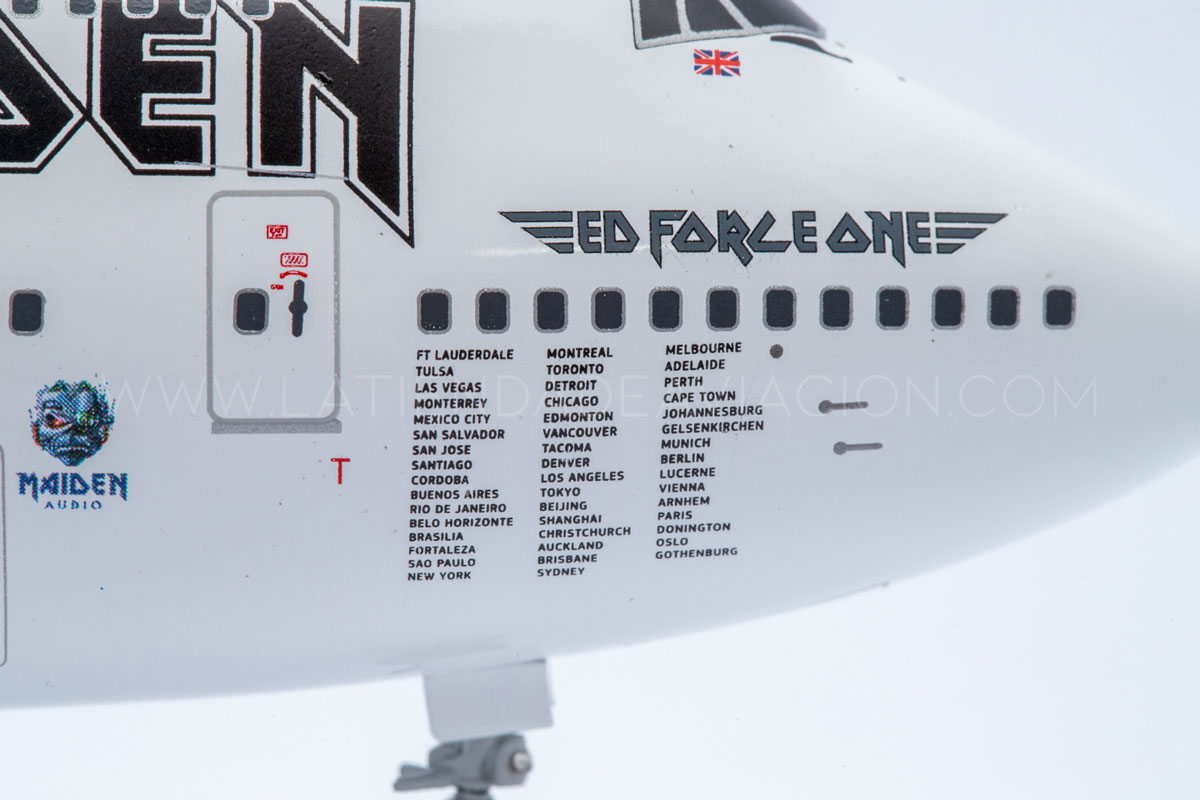 DEN
ED FORCE ONE
EXIT
FT LAUDERDALE
TULSA
LAS VEGAS
MONTERREY
MEXICO CITY
SAN SALVADOR
SAN JOSE
SANTIAGO
CORDOBA
BUENOS AIRES
RIO DE JANEIRO
BELO HORIZONTE
BRASILIA
FORTALEZA
SAO PAULO
NEW YORK
MONTREAL
TORONTO
DETROIT
CHICAGO
EDMONTON
VANCOUVER
TACOMA
DENVER
LOS ANGELES
TOKYO
BEIJING
SHANGHAI
CHRISTCHURCH
AUCKLAND
BRISBANE
SYDNEY
MELBOURNE
ADELAIDE
PERTH
CAPE TOWN
JOHANNESBURG
GELSENKIRCHEN
MUNICH
BERLIN
LUCERNE
VIENNA
ARNHEM
PARIS
DONINGTON
OSLO
GOTHENBURG
WWW.LATIENDADEAVIACION.COM
MAIDEN
AUDIO
T